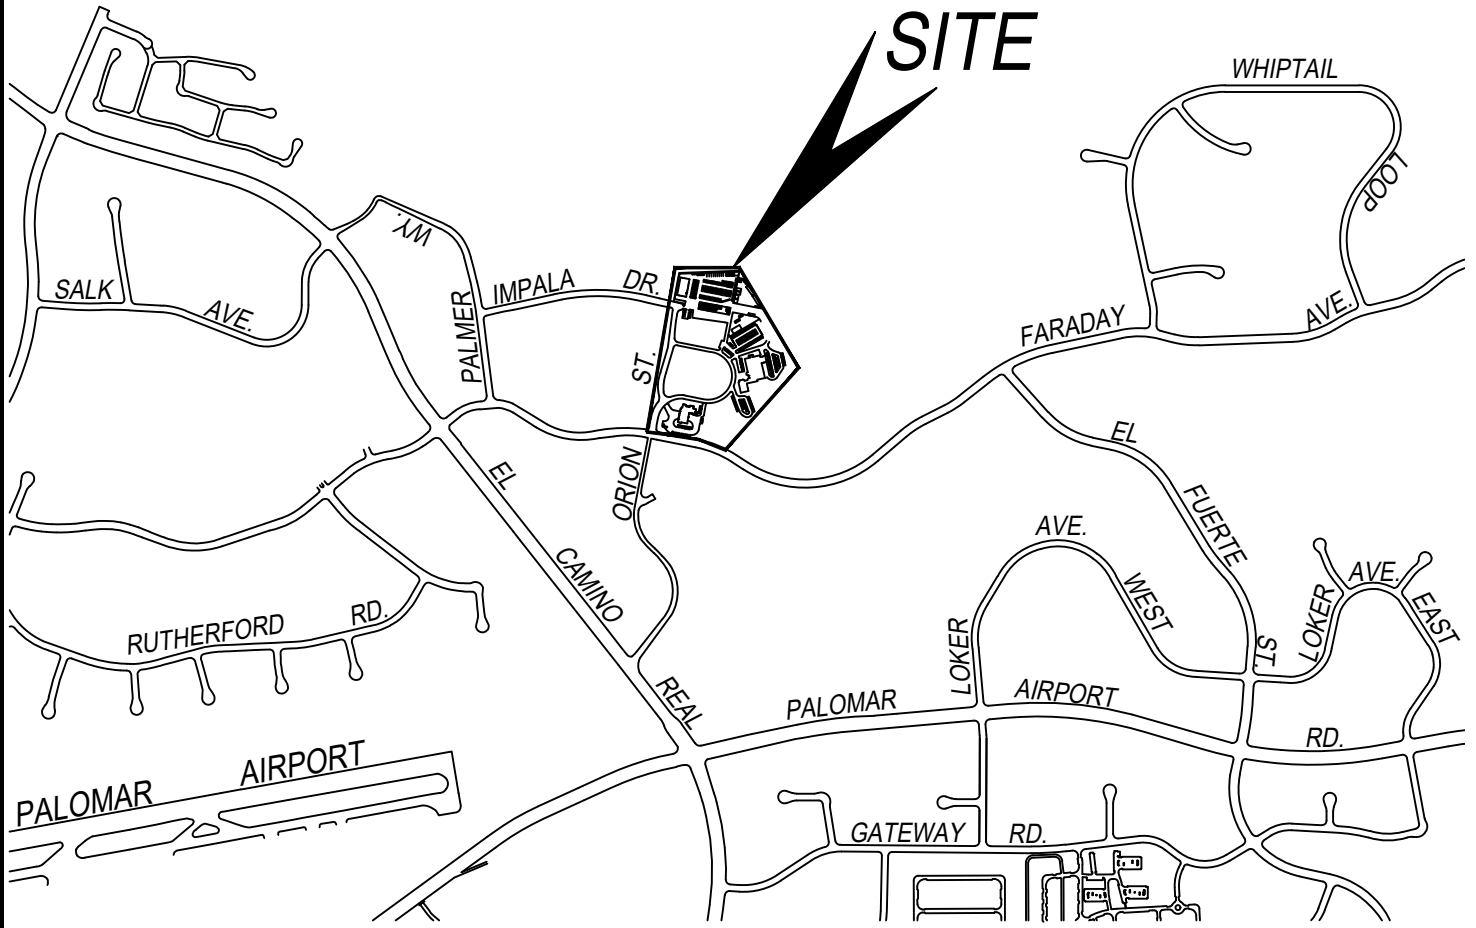 SITE
WHIPTAIL
LOOP
WY.
SALK
AVE.
IMPALA
DR.
PALMER
ST.
FARADAY
AVE.
EL
FUERTE
ST.
EL
CAMINO
REAL
ORION
AVE.
WEST
LOKER
LOKER
AVE.
EAST
RUTHERFORD
RD.
PALOMAR
AIRPORT
RD.
PALOMAR
AIRPORT
GATEWAY
RD.